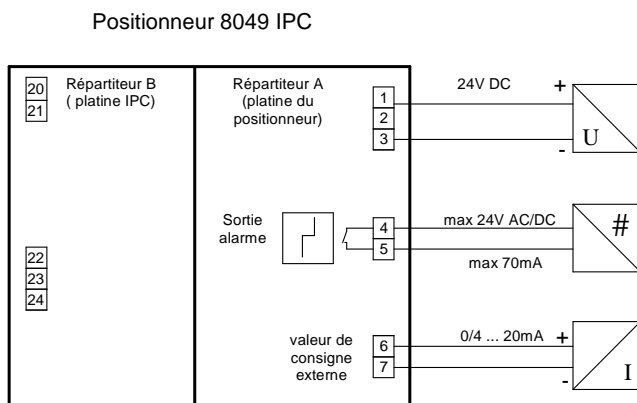 Positionneur 8049 IPC
20
21
Répartiteur B
( platine IPC)
22
23
24
Répartiteur A
(platine du
positionneur)
1
2
3
24V DC
+
-
U
Sortie
alarme
4
5
max 24V AC/DC
max 70mA
#
valeur de
consigne
externe
6
7
0/4 ... 20mA
+
-
I